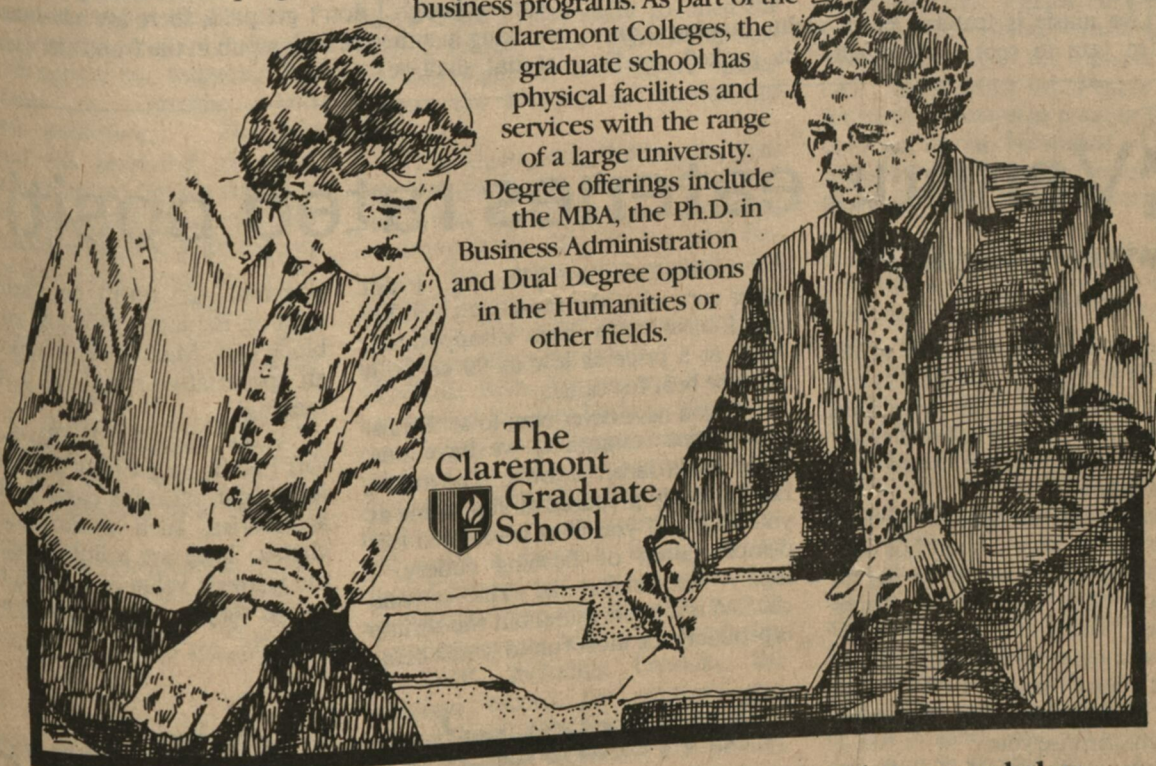 business programs. As part of the
Claremont Colleges, the
graduate school has
physical facilities and
services with the range
of a large university.
Degree offerings include
the MBA, the Ph.D. in
Business Administration
and Dual Degree options
in the Humanities or
other fields.
The
Claremont
Graduate
School